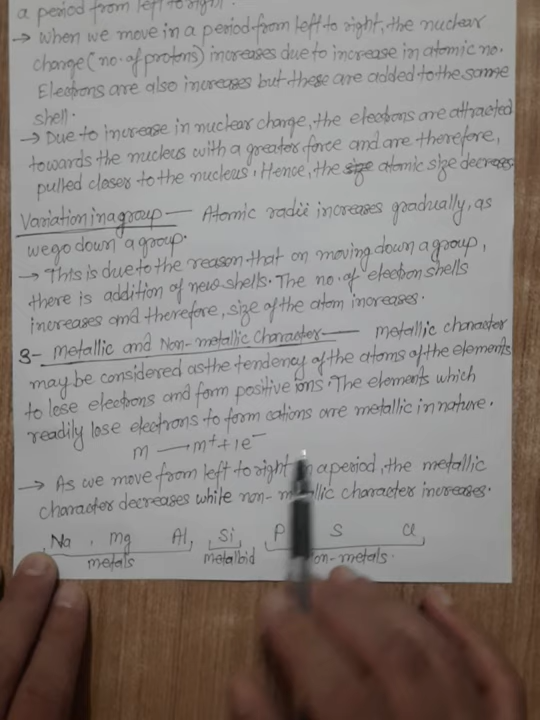 a period from left to right.
→ When we move in a period from left to right, the nuclear
charge (no. of protons) increases due to increase in atomic no.
Electrons are also increases but these are added to the same
shell.
→ Due to increase in nuclear charge, the electrons are attracted
towards the nucleus with a greater force and are therefore,
pulled closer to the nucleus. Hence, the atomic size decreases
Variation in a group — Atomic radii increases gradually, as
we go down a group.
→ This is due to the reason that on moving down a group,
there is addition of new shells. The no. of electron shells
increases and therefore, size of the atom increases.
3- Metallic and Non-metallic Character — metallic character
may be considered as the tendency of the atoms of the elements
to lose electrons and form positive ions. The elements which
readily lose electrons to form cations are metallic in nature.
m → m⁺ + 1e⁻
→ As we move from left to right a period, the metallic
character decreases while non- character increases.
Na, mg Al, Si, P S Cl
metals metalloid non-metals.